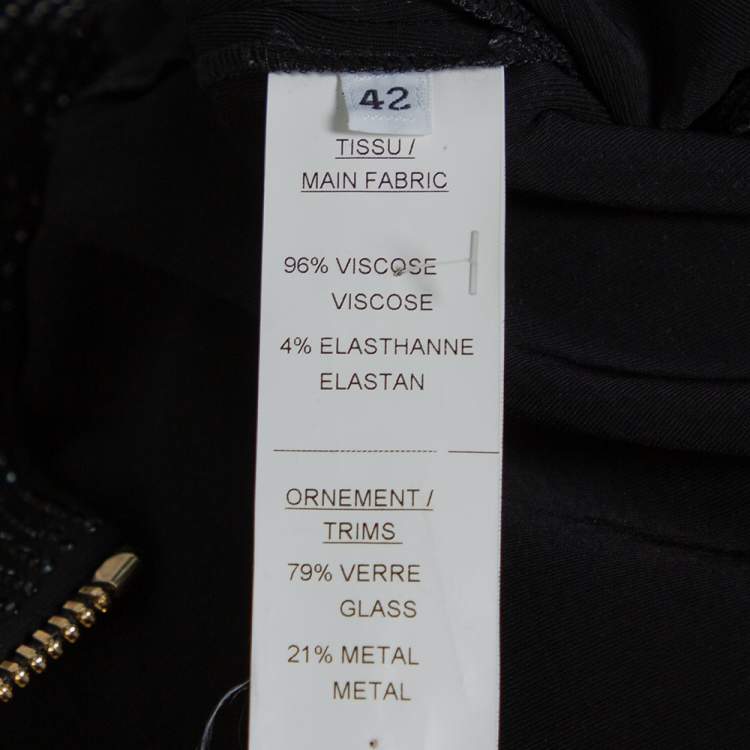 42
TISSU /
MAIN FABRIC
96% VISCOSE
VISCOSE
4% ELASTHANNE
ELASTAN
ORNEMENT /
TRIMS
79% VERRE
GLASS
21% METAL
METAL